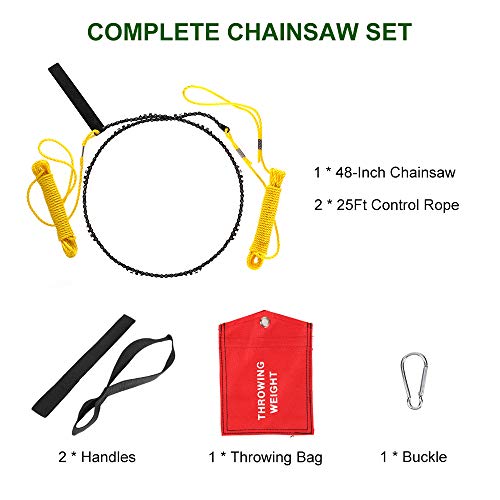 COMPLETE CHAINSAW SET
1 * 48-Inch Chainsaw
2 * 25Ft Control Rope
THROWING
WEIGHT
2 * Handles
1 * Throwing Bag
1 * Buckle